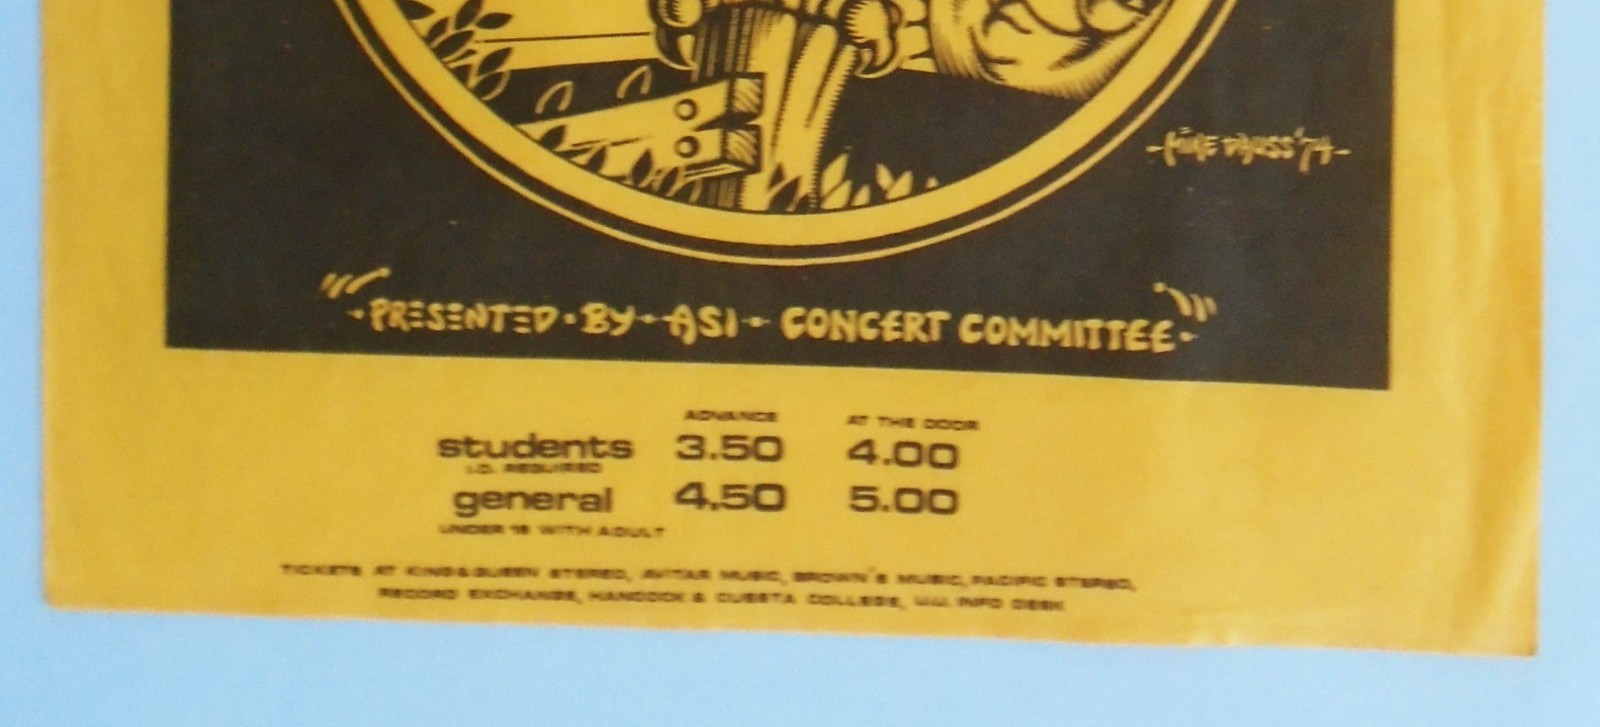 -MIKE DAUSS '74-
PRESENTED · BY · ASI · CONCERT COMMITTEE ·
ADVANCE AT THE DOOR
students 3.50 4.00
I.D. REQUIRED
general 4.50 5.00
UNDER 18 WITH ADULT
TICKETS AT KING & QUEEN STEREO, AVITAR MUSIC, BROWN'S MUSIC, PACIFIC STEREO,
RECORD EXCHANGE, HANCOCK & CUESTA COLLEGE, U.U. INFO DESK